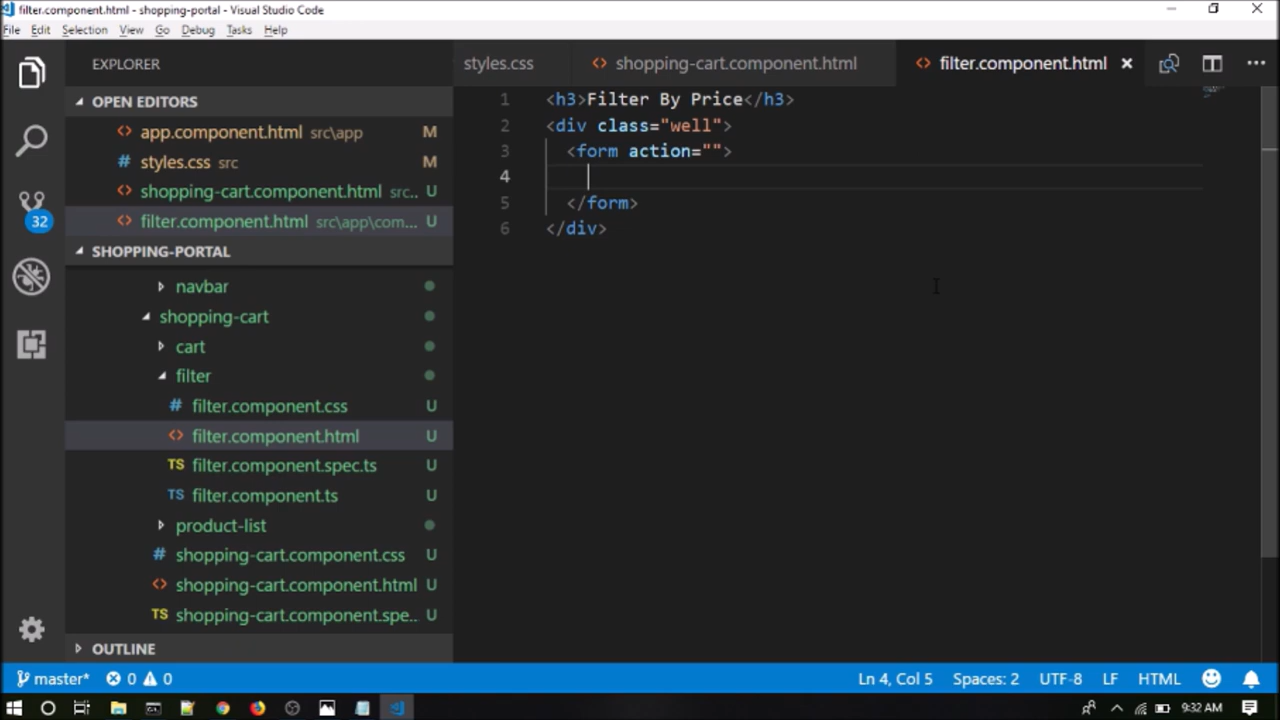 filter.component.html - shopping-portal - Visual Studio Code
File Edit Selection View Go Debug Tasks Help
EXPLORER
styles.css
shopping-cart.component.html
filter.component.html
OPEN EDITORS
app.component.html src\app M
styles.css src M
shopping-cart.component.html src... U
filter.component.html src\app\com... U
SHOPPING-PORTAL
navbar
shopping-cart
cart
filter
filter.component.css U
filter.component.html U
filter.component.spec.ts U
TS
filter.component.ts U
TS
product-list
shopping-cart.component.css U
shopping-cart.component.html U
TS shopping-cart.component.spe... U
OUTLINE
32
1 <h3>Filter By Price</h3>
2 <div class="well">
3 <form action="">
4
5 </form>
6 </div>
master* 0 0
Ln 4, Col 5 Spaces: 2 UTF-8 LF HTML
9:32 AM